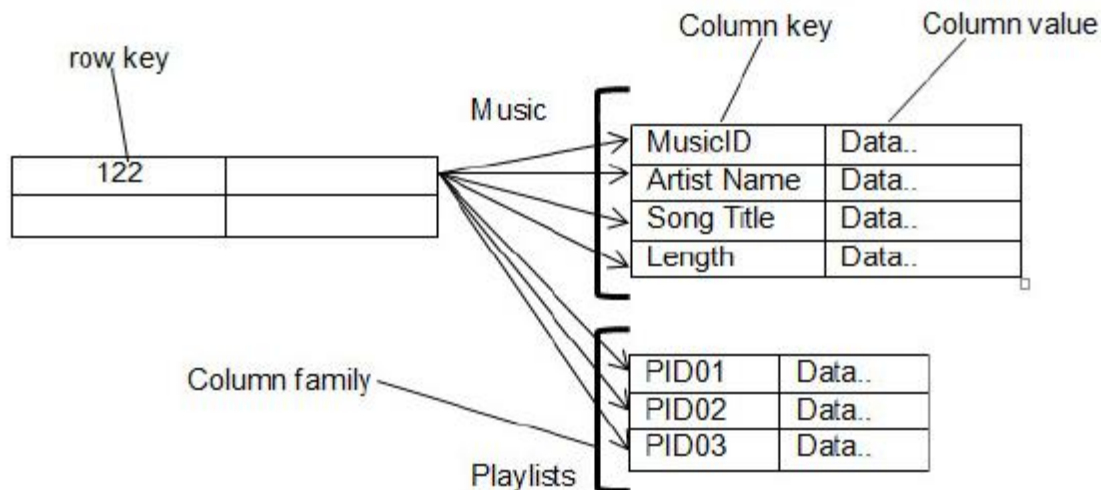 Column key
Column value
row key
Music
MusicID Data..
122
Artist Name Data..
Song Title Data..
Length Data..
Column family
PID01 Data..
PID02 Data..
PID03 Data..
Playlists